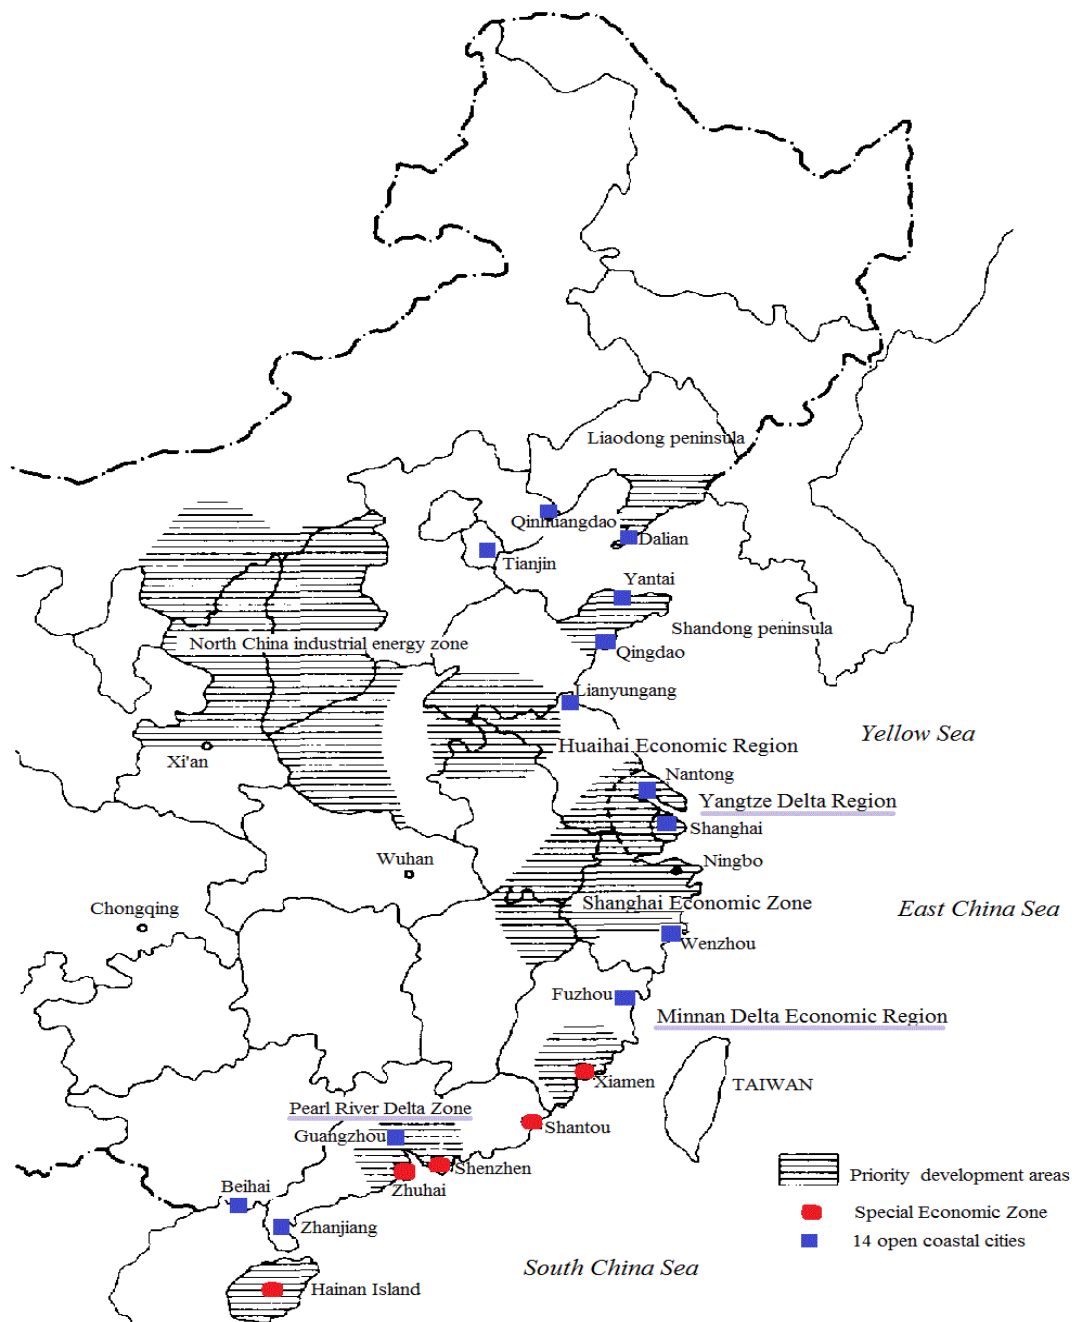 Liaodong peninsula
Qinhuangdao
Dalian
Tianjin
Yantai
Shandong peninsula
North China industrial energy zone
Qingdao
Lianyungang
Yellow Sea
Huaihai Economic Region
Xi'an
Nantong
Yangtze Delta Region
Shanghai
Wuhan
Ningbo
Chongqing
Shanghai Economic Zone
East China Sea
Wenzhou
Fuzhou
Minnan Delta Economic Region
Xiamen
TAIWAN
Pearl River Delta Zone
Shantou
Guangzhou
Shenzhen
Zhuhai
Priority development areas
Beihai
Special Economic Zone
Zhanjiang
14 open coastal cities
South China Sea
Hainan Island